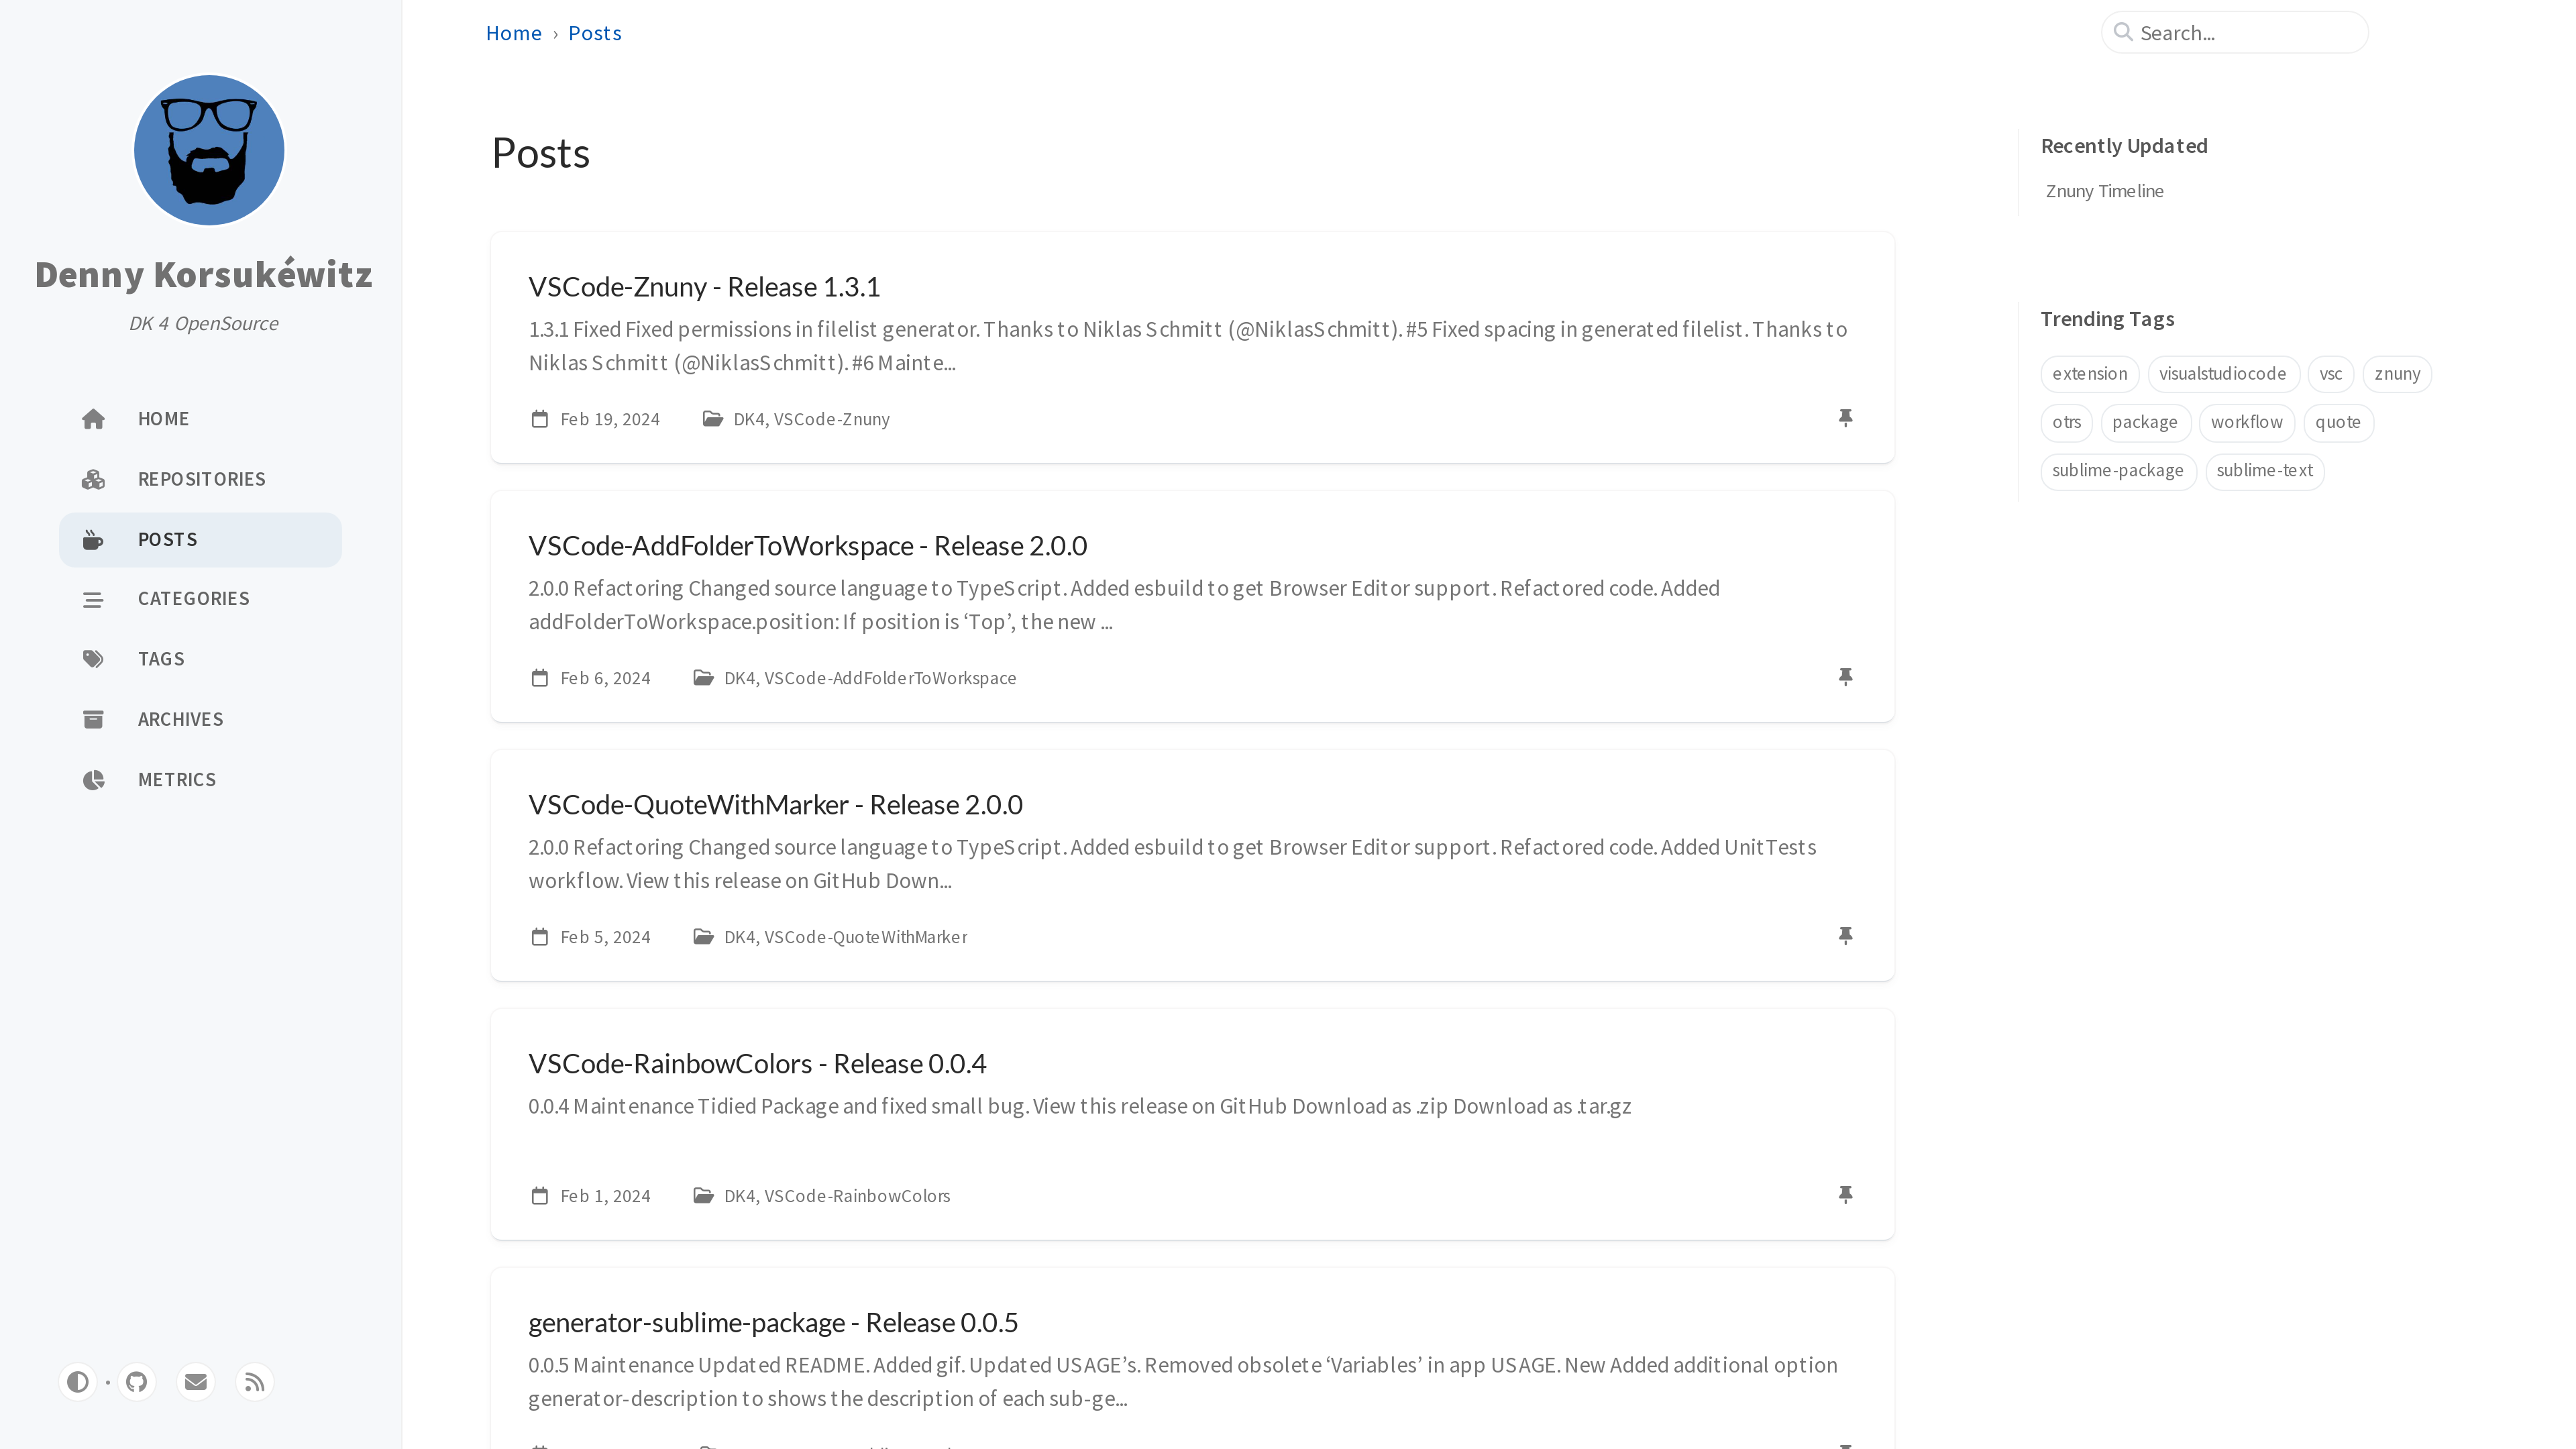 Home › Posts
Search...
Denny Korsukéwitz
DK 4 OpenSource
HOME
REPOSITORIES
POSTS
CATEGORIES
TAGS
ARCHIVES
METRICS
Posts
VSCode-Znuny - Release 1.3.1
1.3.1 Fixed Fixed permissions in filelist generator. Thanks to Niklas Schmitt (@NiklasSchmitt). #5 Fixed spacing in generated filelist. Thanks to
Niklas Schmitt (@NiklasSchmitt). #6 Mainte...
Feb 19, 2024 DK4, VSCode-Znuny
VSCode-AddFolderToWorkspace - Release 2.0.0
2.0.0 Refactoring Changed source language to TypeScript. Added esbuild to get Browser Editor support. Refactored code. Added
addFolderToWorkspace.position: If position is ‘Top’, the new ...
Feb 6, 2024 DK4, VSCode-AddFolderToWorkspace
VSCode-QuoteWithMarker - Release 2.0.0
2.0.0 Refactoring Changed source language to TypeScript. Added esbuild to get Browser Editor support. Refactored code. Added UnitTests
workflow. View this release on GitHub Down...
Feb 5, 2024 DK4, VSCode-QuoteWithMarker
VSCode-RainbowColors - Release 0.0.4
0.0.4 Maintenance Tidied Package and fixed small bug. View this release on GitHub Download as .zip Download as .tar.gz
Feb 1, 2024 DK4, VSCode-RainbowColors
generator-sublime-package - Release 0.0.5
0.0.5 Maintenance Updated README. Added gif. Updated USAGE’s. Removed obsolete ‘Variables’ in app USAGE. New Added additional option
generator-description to shows the description of each sub-ge...
Recently Updated
Znuny Timeline
Trending Tags
extension visualstudiocode vsc znuny
otrs package workflow quote
sublime-package sublime-text